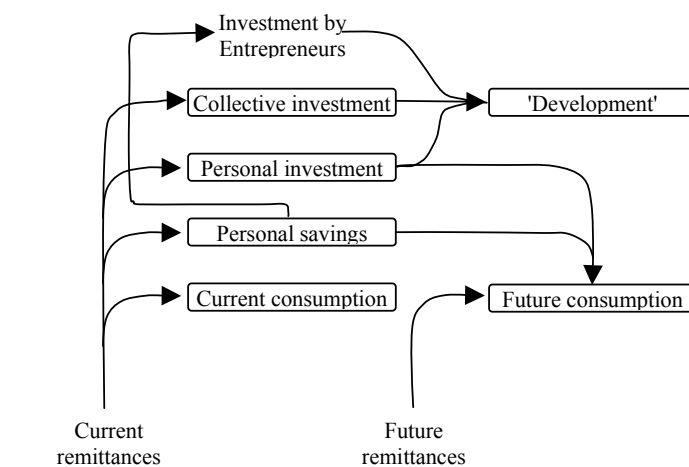 Investment by
Entrepreneurs
Collective investment
'Development'
Personal investment
Personal savings
Current consumption
Future consumption
Current
remittances
Future
remittances